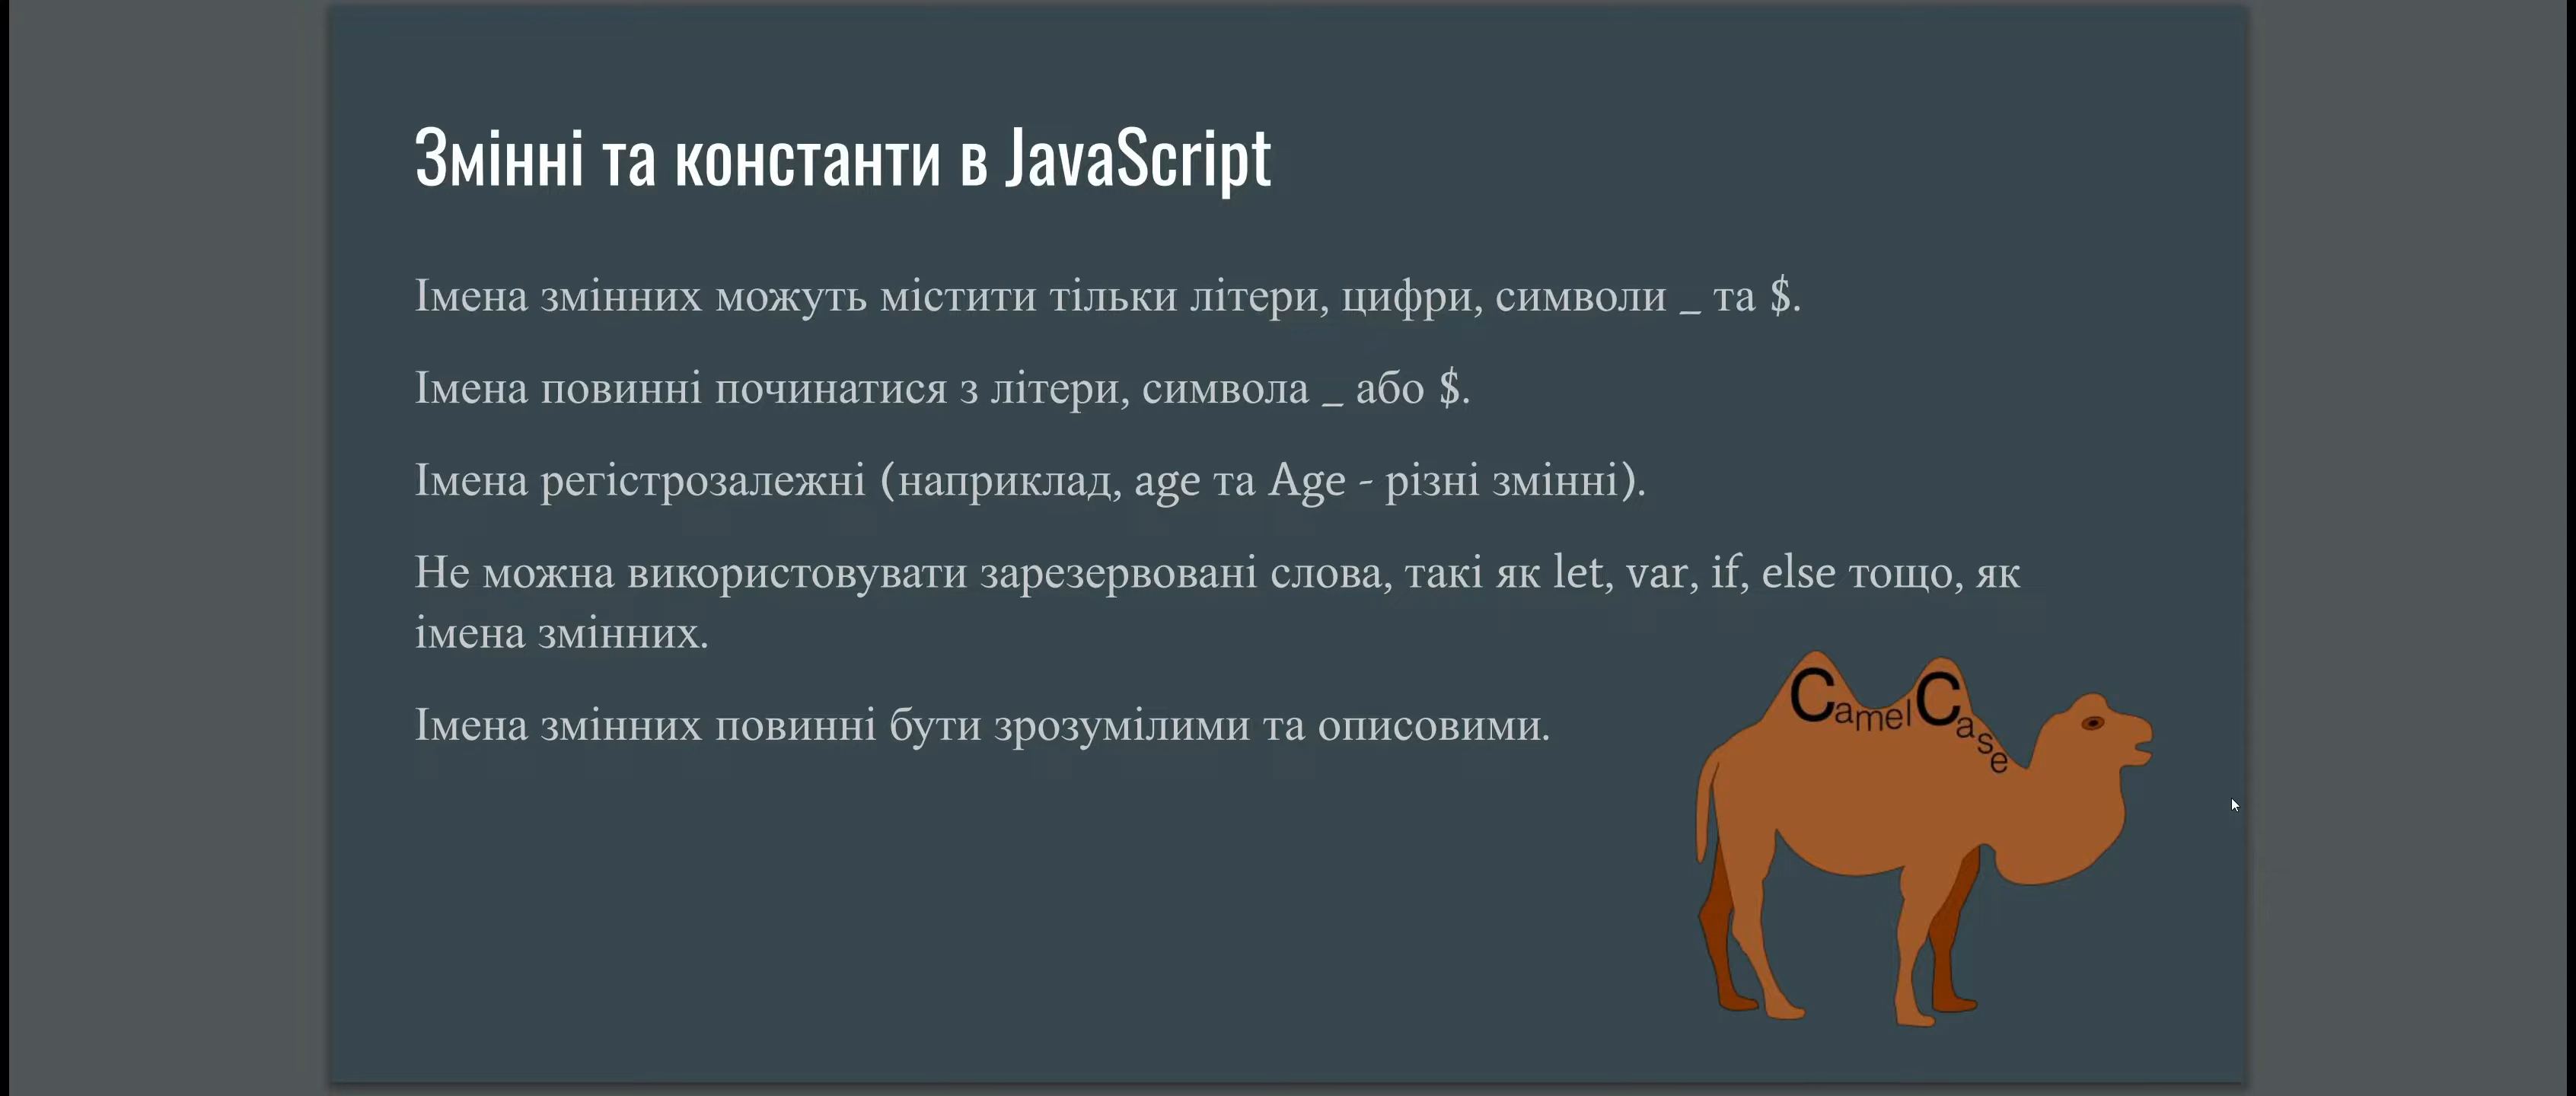 Змінні та константи в JavaScript
Імена змінних можуть містити тільки літери, цифри, символи _ та $.
Імена повинні починатися з літери, символа _ або $.
Імена регістрозалежні (наприклад, age та Age - різні змінні).
Не можна використовувати зарезервовані слова, такі як let, var, if, else тощо, як
імена змінних.
Імена змінних повинні бути зрозумілими та описовими.
CamelCase